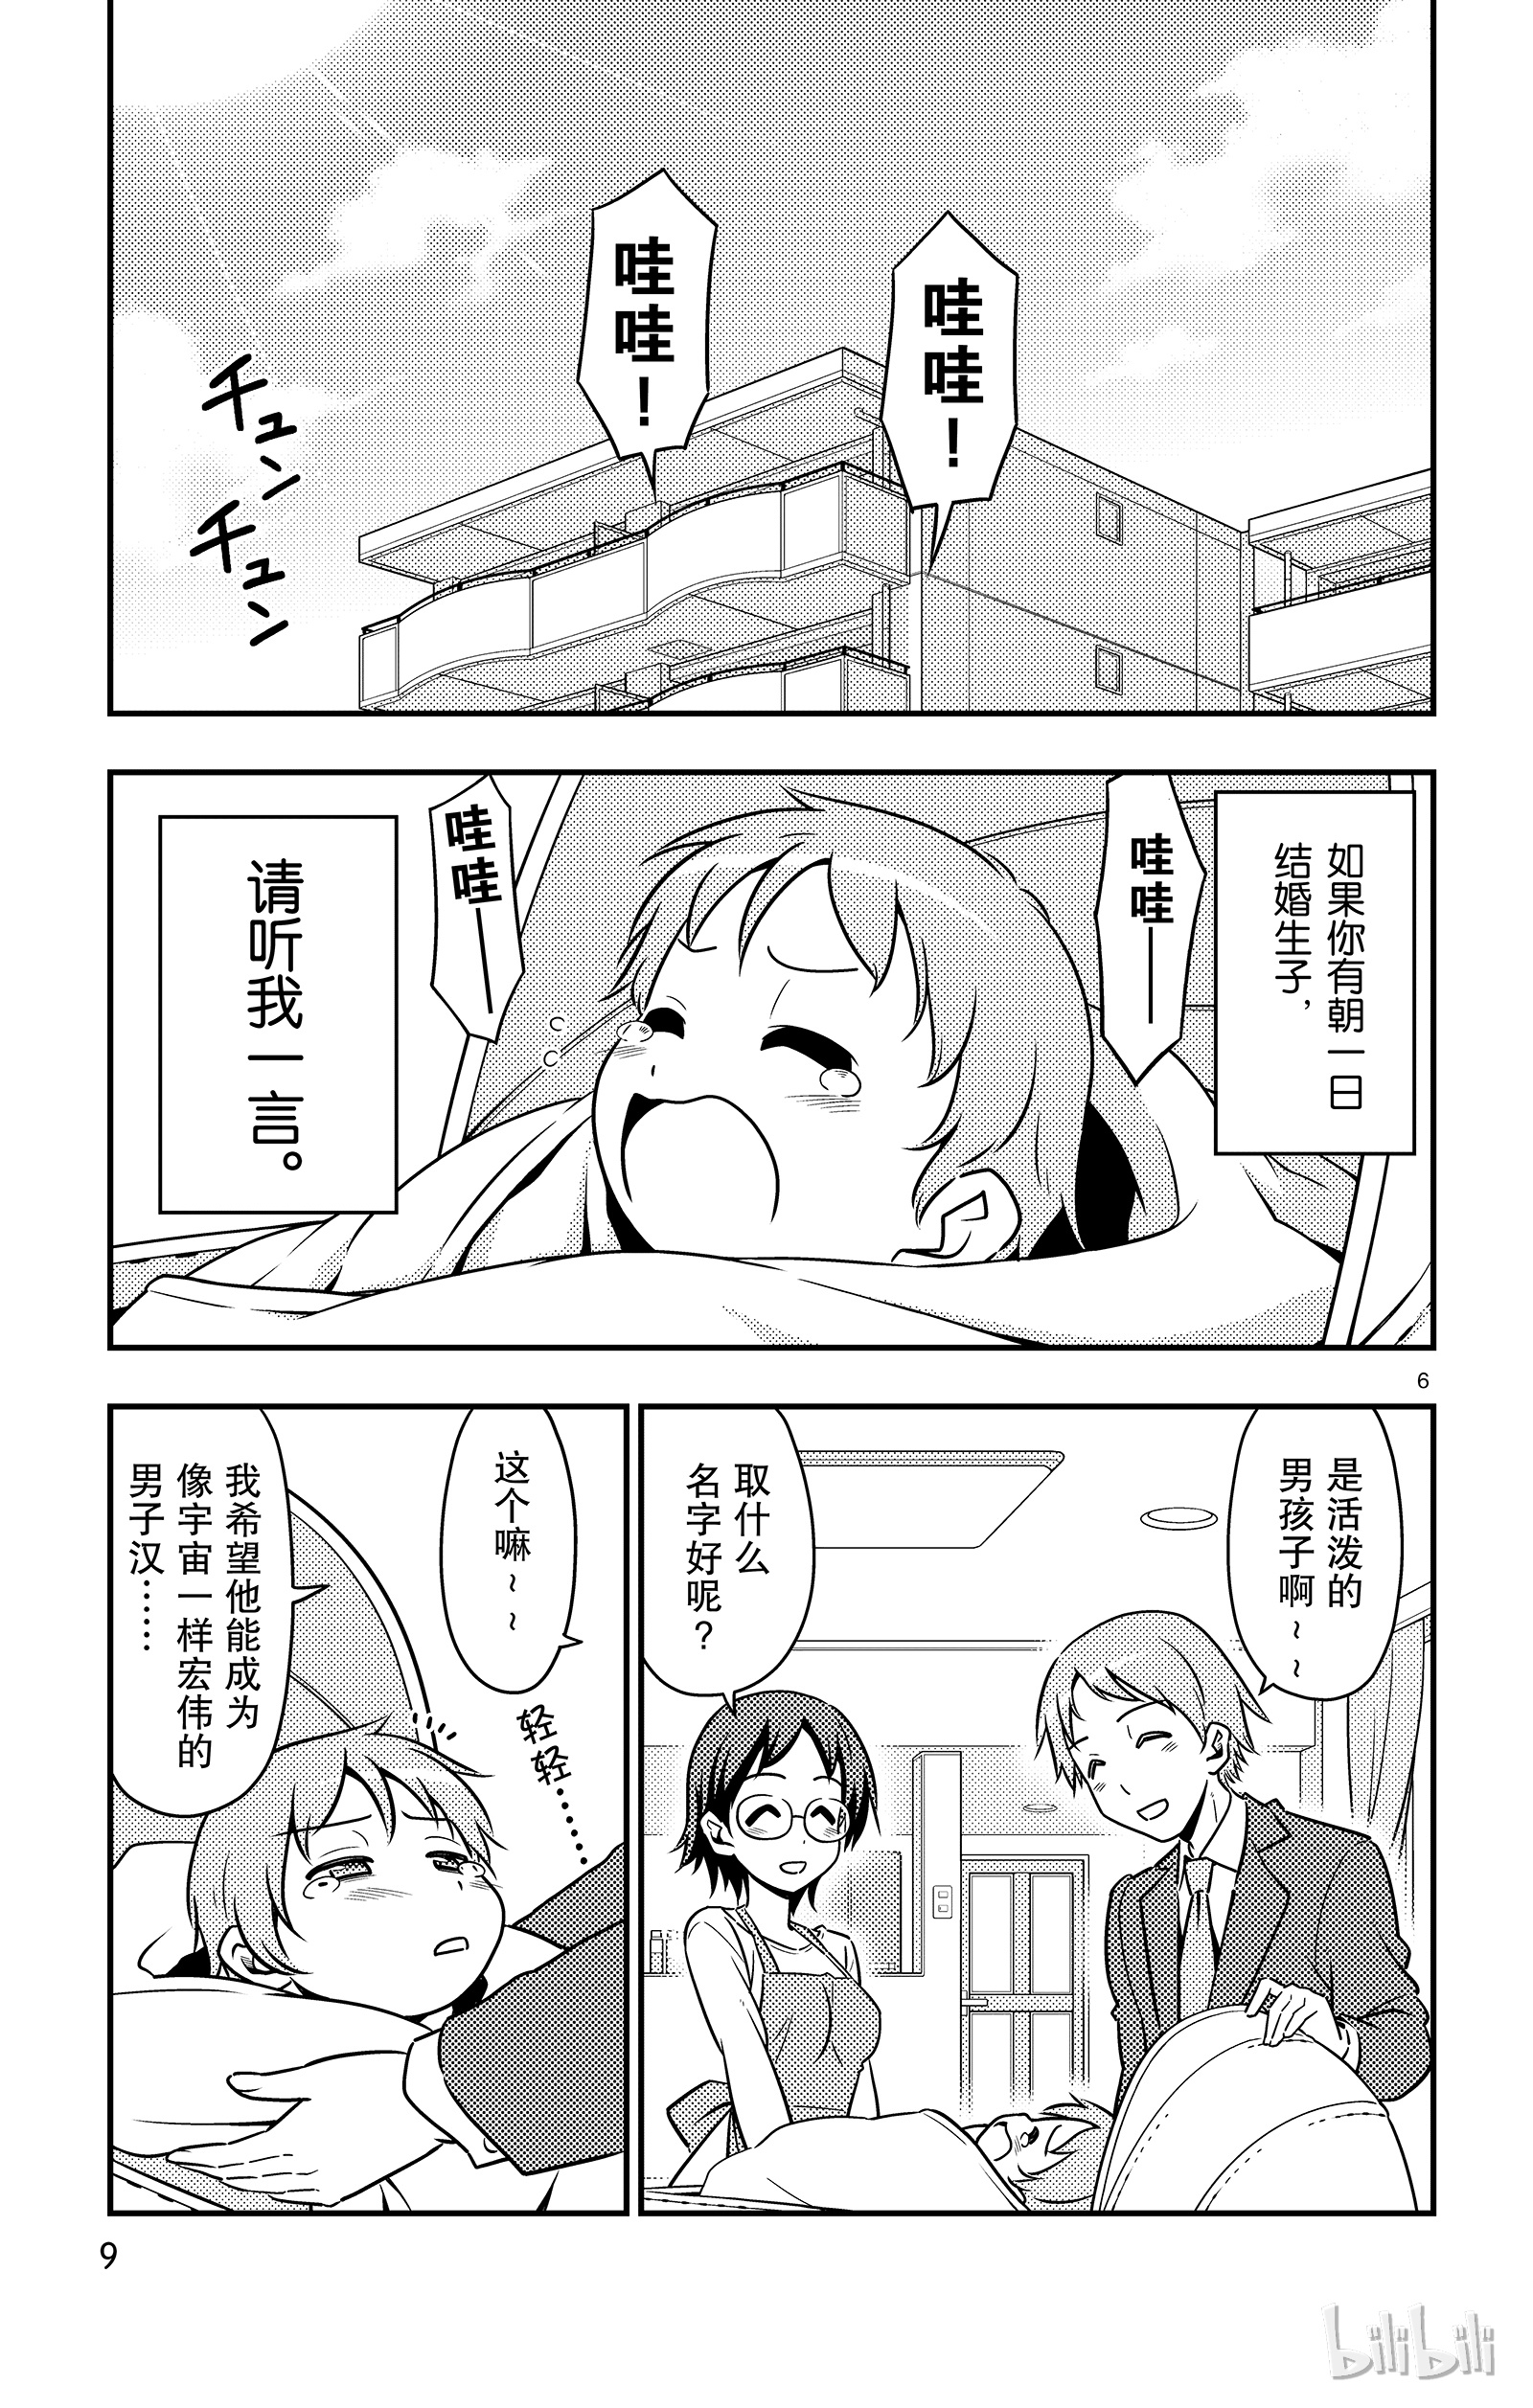 哇哇！
哇哇！
チュン
チュン
如果你有朝一日
结婚生子，
哇哇——
哇哇——
请听我一言。
6
是活泼的
男孩子啊~~
取什么
名字好呢？
这个嘛~~
轻轻……
我希望他能成为
像宇宙一样宏伟的
男子汉……
9
bilibili